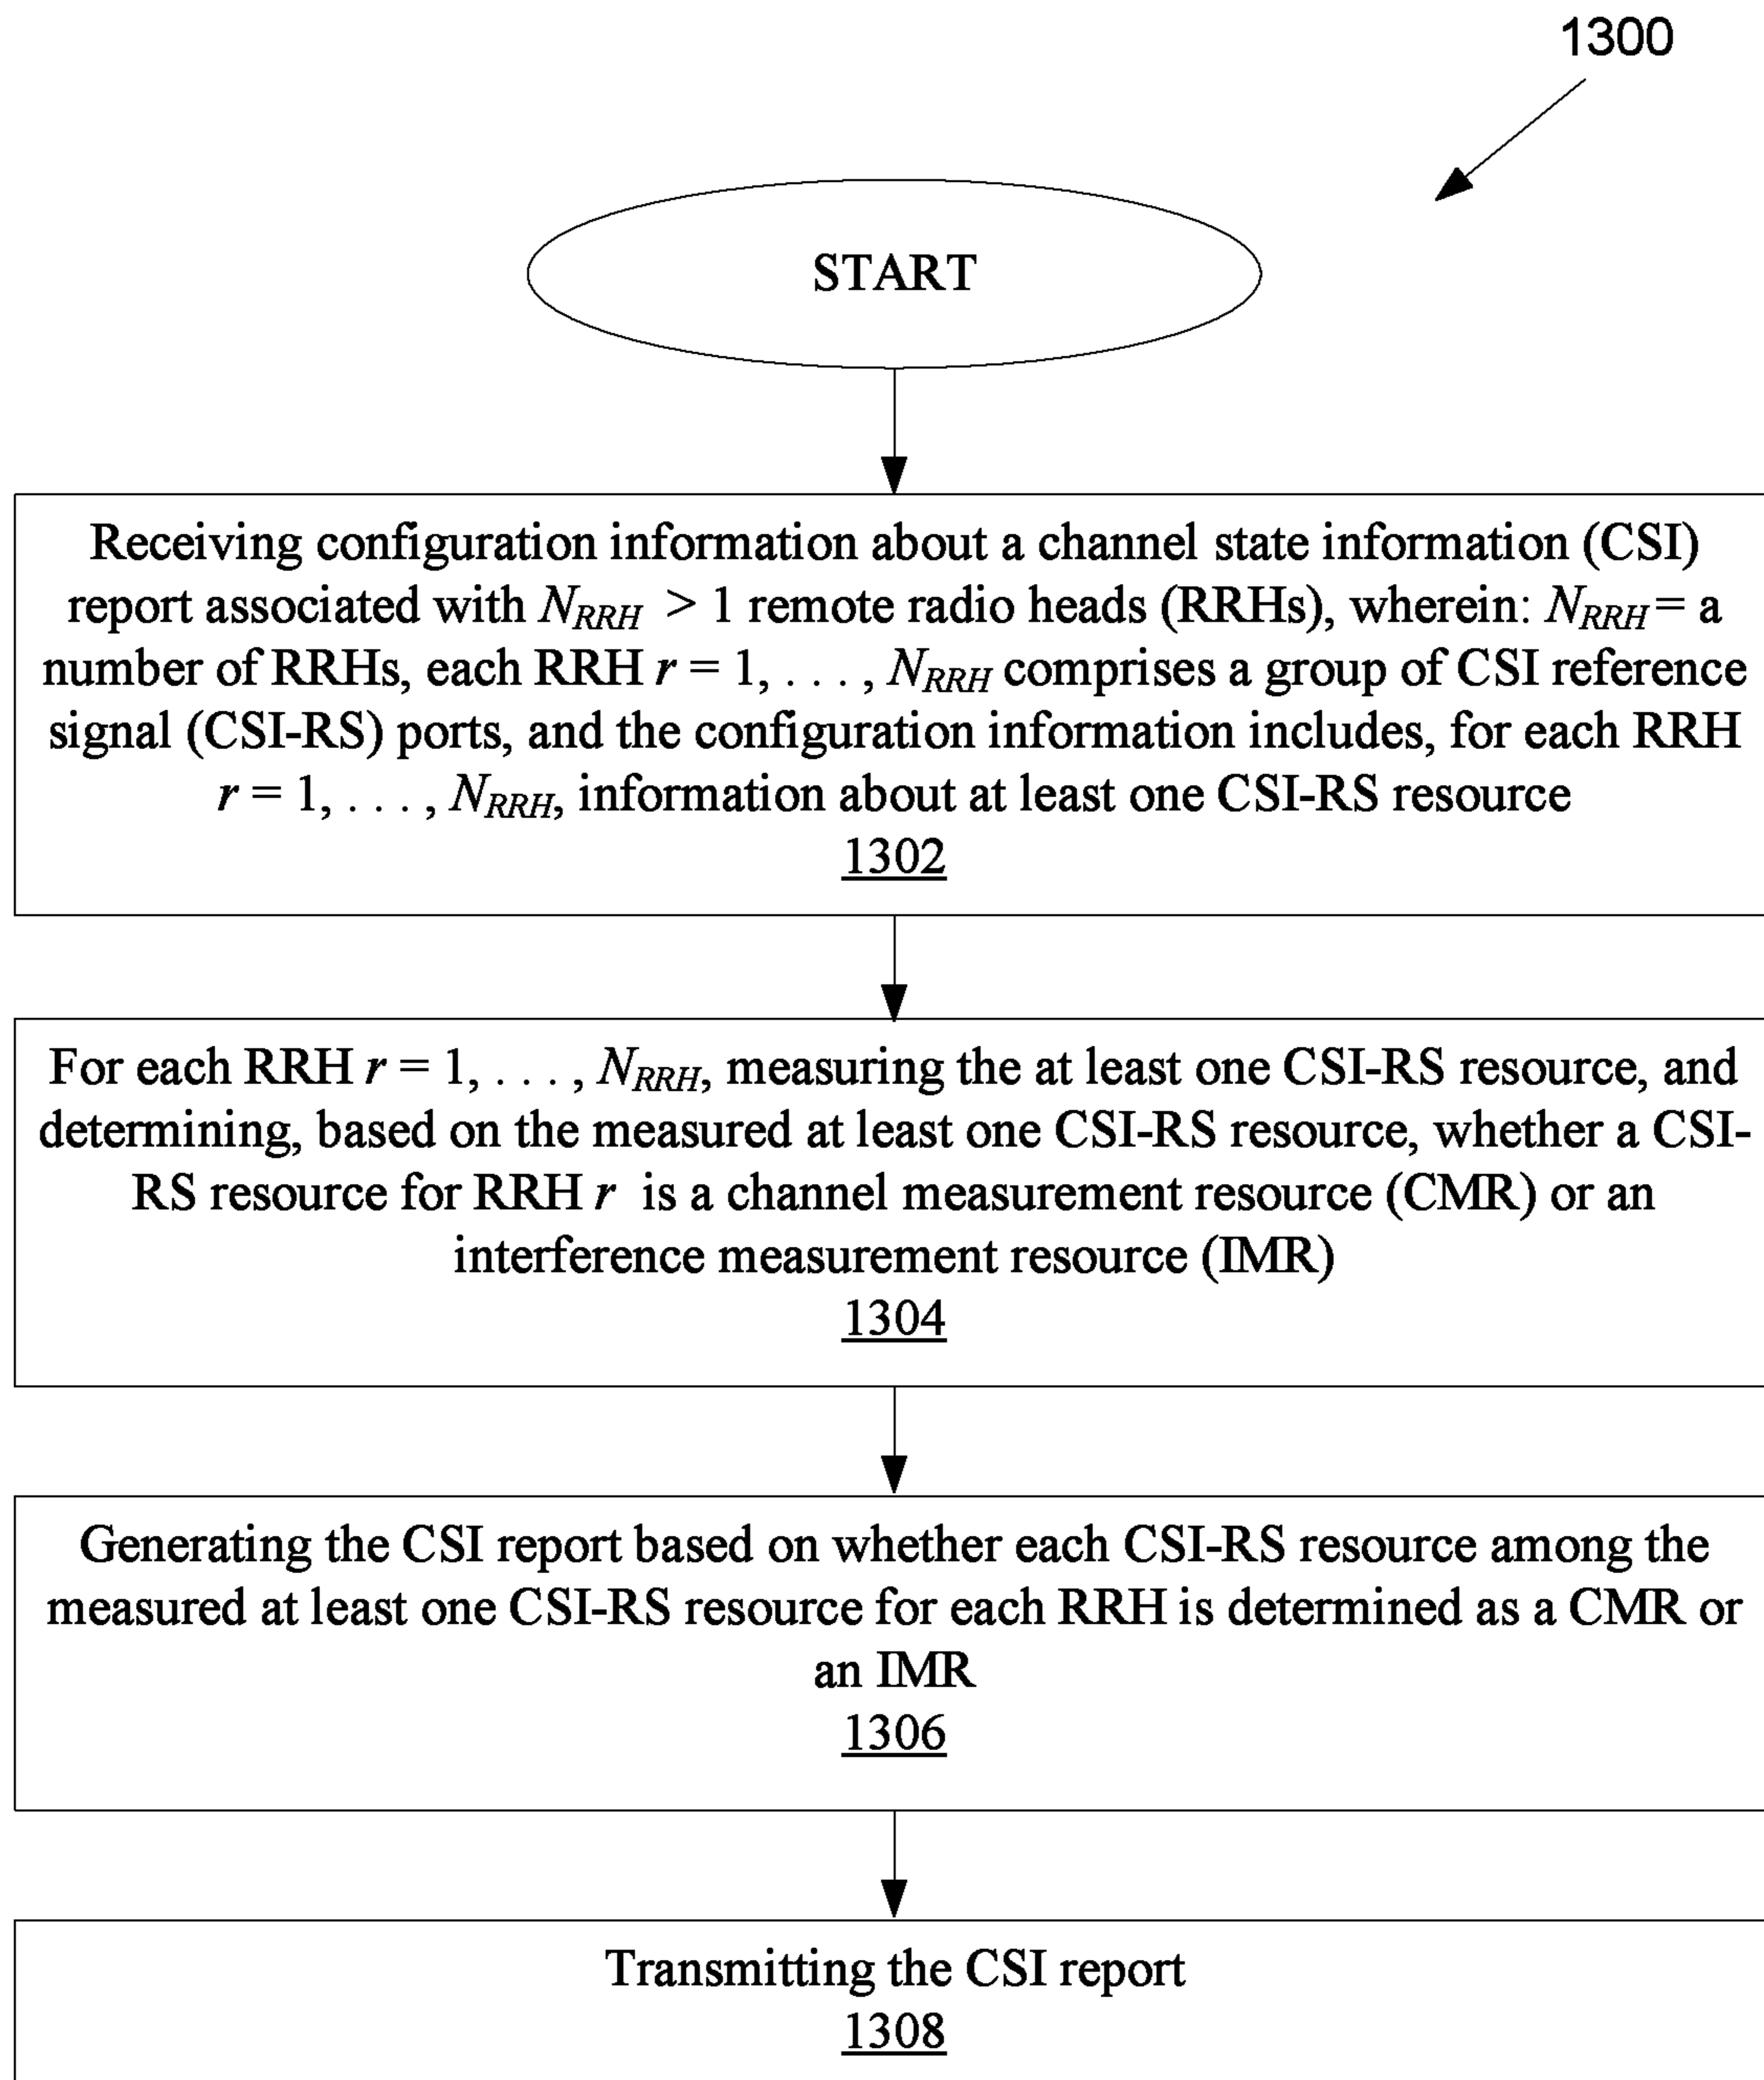 1300
START
Receiving configuration information about a channel state information (CSI)
report associated with N_RRH > 1 remote radio heads (RRHs), wherein: N_RRH = a
number of RRHs, each RRH r = 1, . . . , N_RRH comprises a group of CSI reference
signal (CSI-RS) ports, and the configuration information includes, for each RRH
r = 1, . . . , N_RRH, information about at least one CSI-RS resource
1302
For each RRH r = 1, . . . , N_RRH, measuring the at least one CSI-RS resource, and
determining, based on the measured at least one CSI-RS resource, whether a CSI-
RS resource for RRH r is a channel measurement resource (CMR) or an
interference measurement resource (IMR)
1304
Generating the CSI report based on whether each CSI-RS resource among the
measured at least one CSI-RS resource for each RRH is determined as a CMR or
an IMR
1306
Transmitting the CSI report
1308